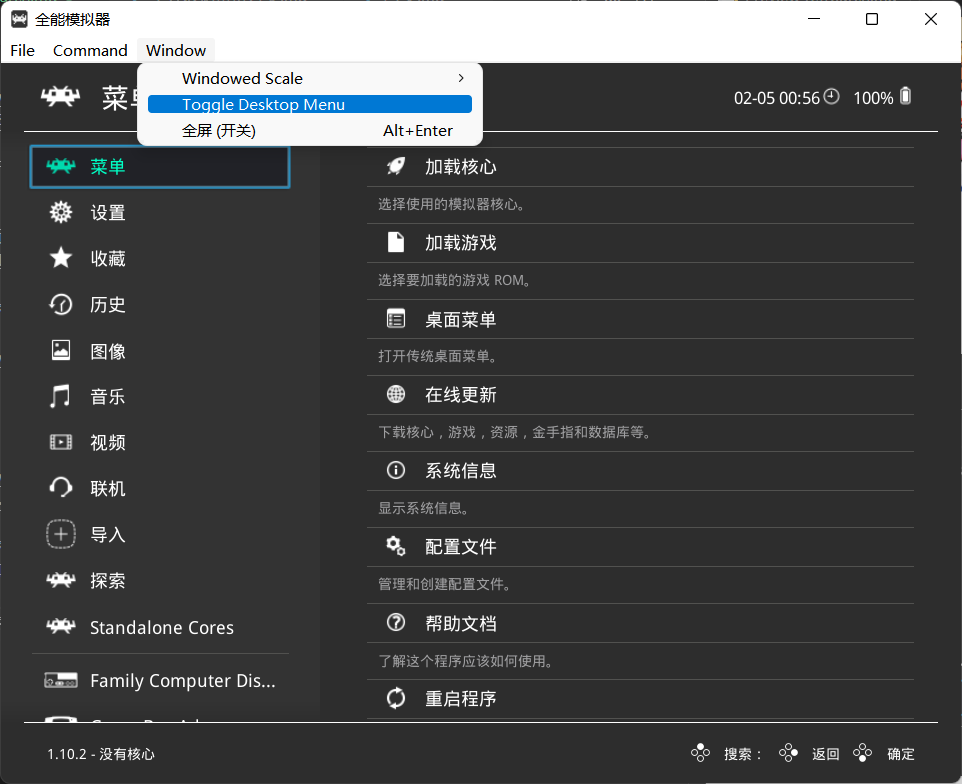 全能模拟器
File Command Window
Windowed Scale
Toggle Desktop Menu
全屏 (开关) Alt+Enter
菜
02-05 00:56 100%
菜单
设置
收藏
历史
图像
音乐
视频
联机
导入
探索
Standalone Cores
Family Computer Dis...
加载核心
选择使用的模拟器核心。
加载游戏
选择要加载的游戏 ROM。
桌面菜单
打开传统桌面菜单。
在线更新
下载核心，游戏，资源，金手指和数据库等。
系统信息
显示系统信息。
配置文件
管理和创建配置文件。
帮助文档
了解这个程序应该如何使用。
重启程序
1.10.2 - 没有核心
搜索： 返回 确定